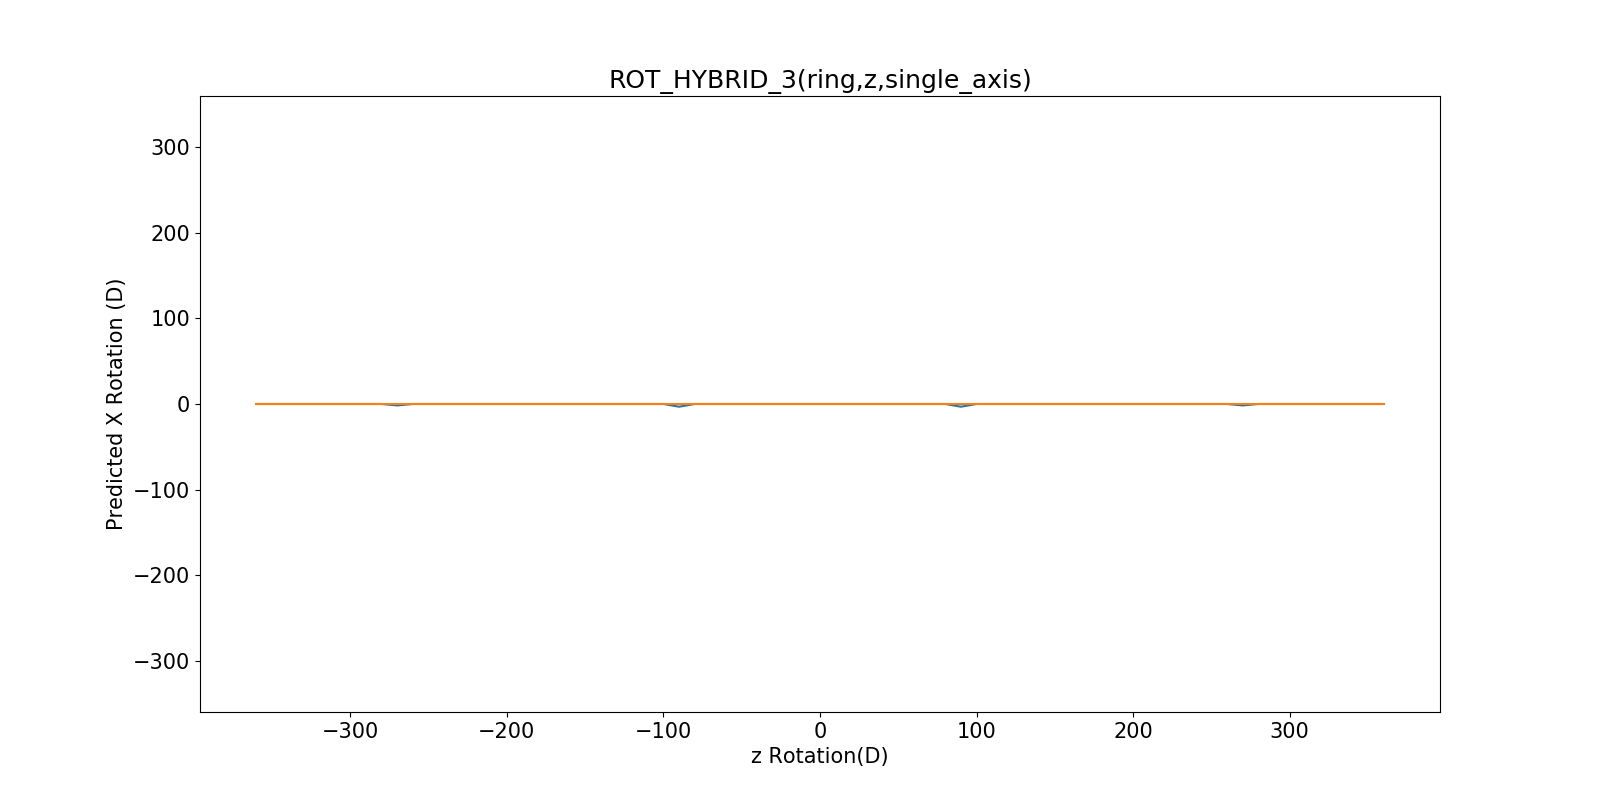 ROT_HYBRID_3(ring,z,single_axis)
Predicted X Rotation (D)
300
200
100
0
−100
−200
−300
−300 −200 −100 0 100 200 300
z Rotation(D)